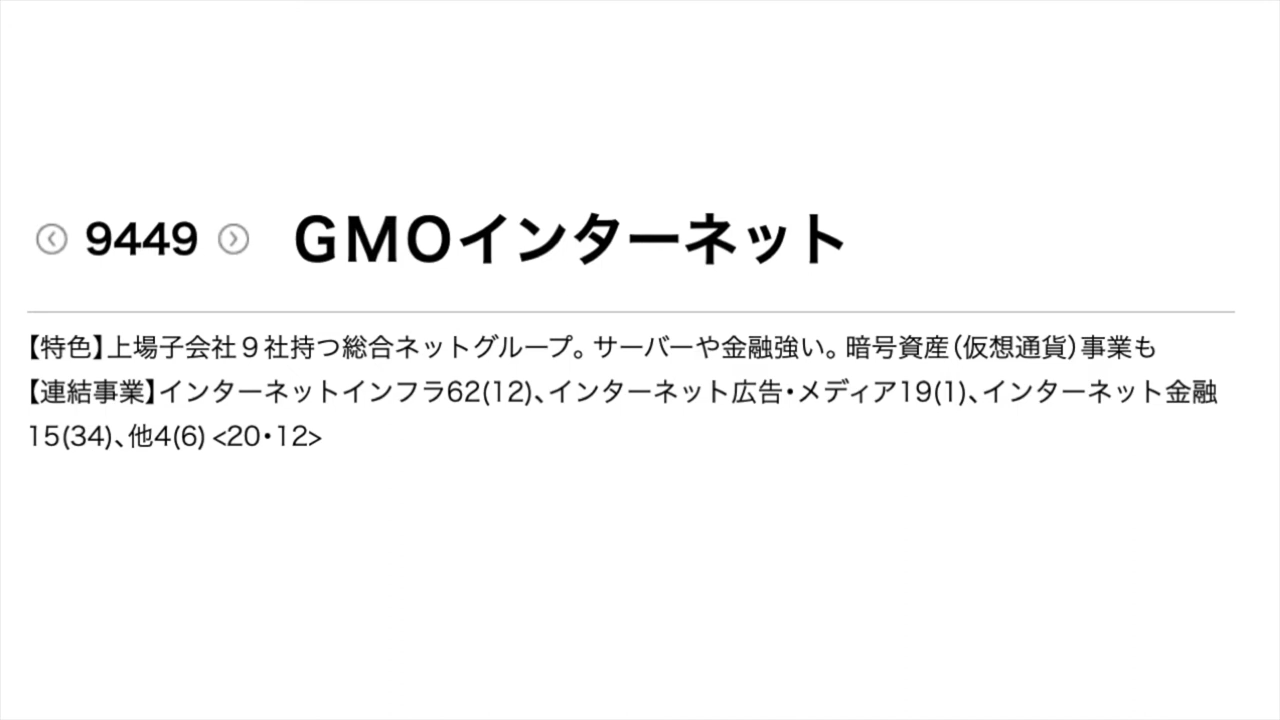 9449 GMOインターネット
【特色】上場子会社９社持つ総合ネットグループ。サーバーや金融強い。暗号資産（仮想通貨）事業も
【連結事業】インターネットインフラ62(12)、インターネット広告・メディア19(1)、インターネット金融
15(34)、他4(6) <20・12>